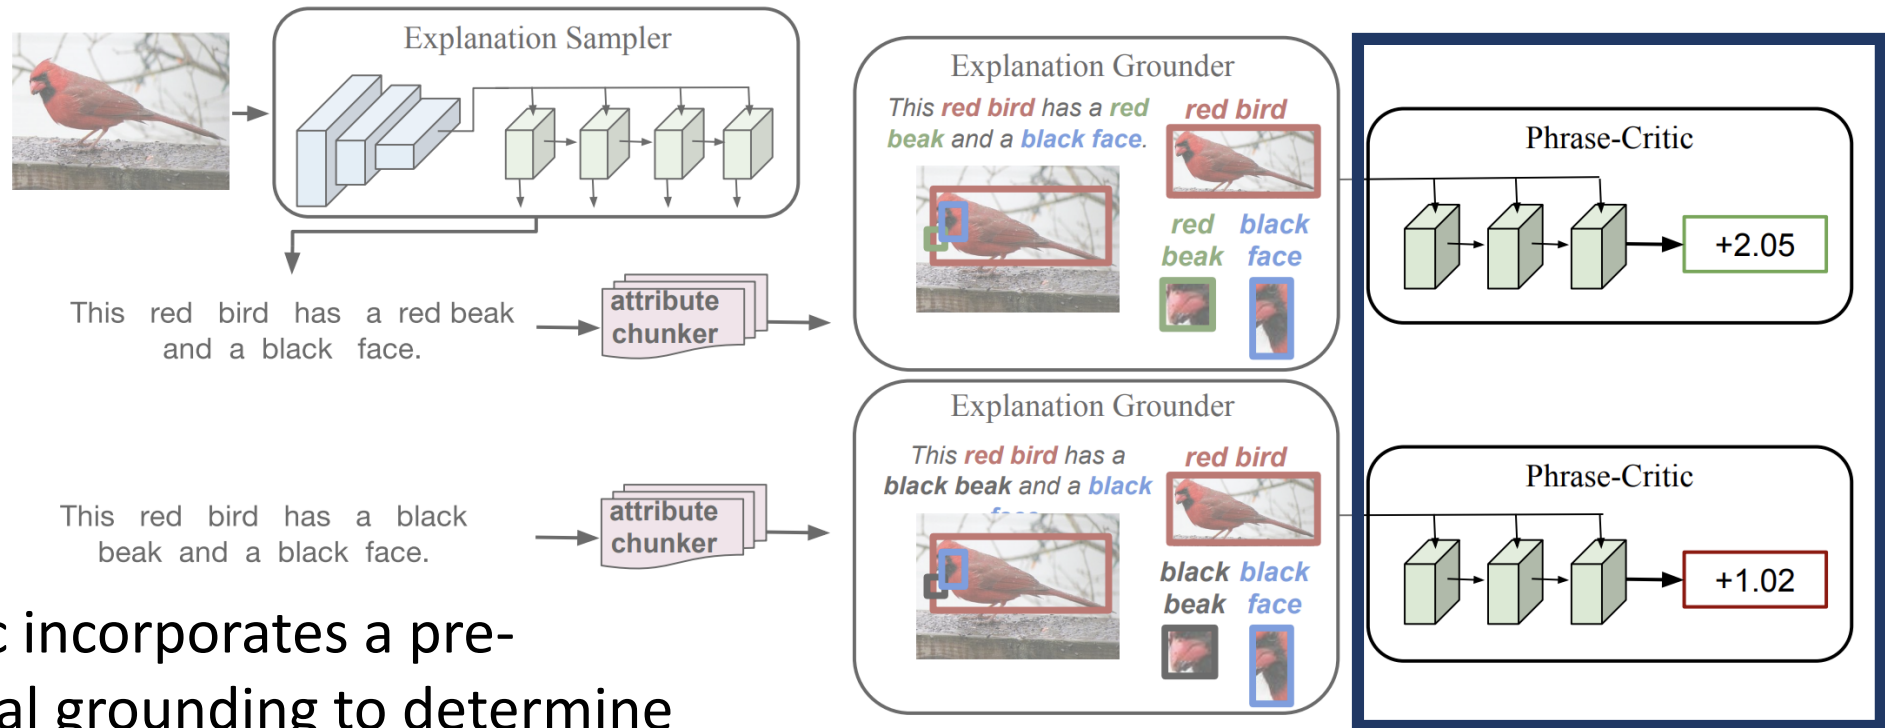 Explanation Sampler
This red bird has a red beak
and a black face.
attribute
chunker
Explanation Grounder
This red bird has a red
beak and a black face.
red bird
red
beak
black
face
Phrase-Critic
+2.05
This red bird has a black
beak and a black face.
attribute
chunker
Explanation Grounder
This red bird has a
black beak and a black
red bird
black
beak
black
face
Phrase-Critic
+1.02
incorporates a pre-
grounding to determine